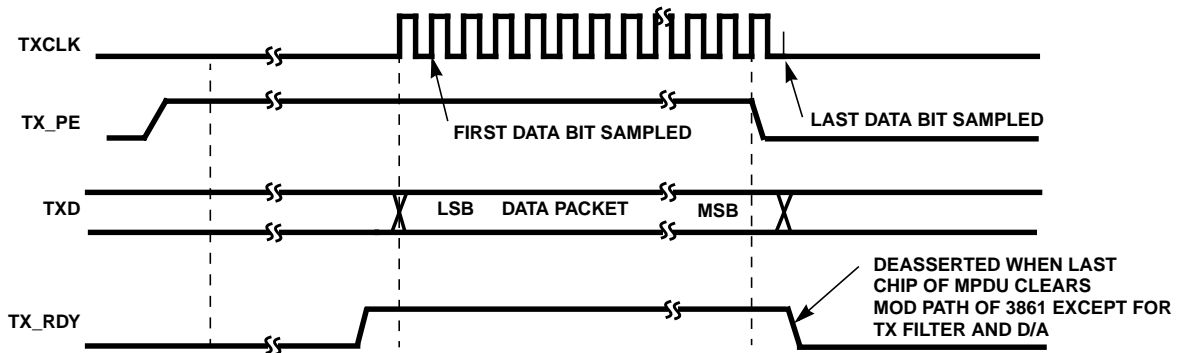 TXCLK
TX_PE
FIRST DATA BIT SAMPLED
LAST DATA BIT SAMPLED
TXD
LSB DATA PACKET MSB
DEASSERTED WHEN LAST
CHIP OF MPDU CLEARS
MOD PATH OF 3861 EXCEPT FOR
TX FILTER AND D/A
TX_RDY